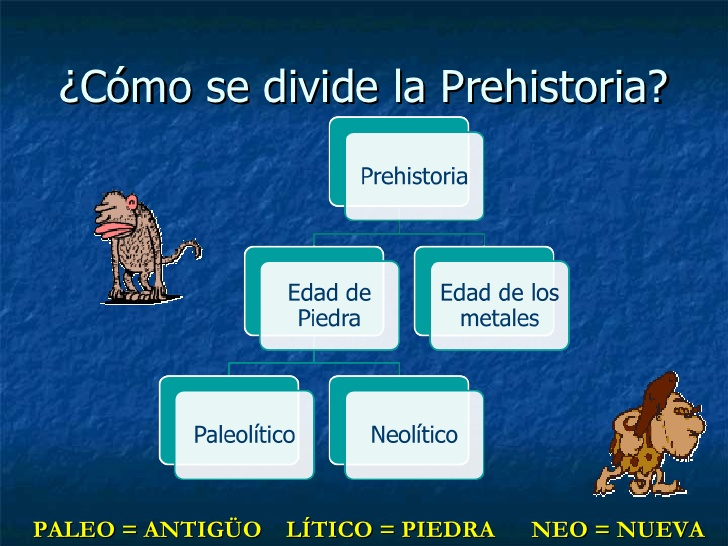 ¿Cómo se divide la Prehistoria?
Prehistoria
Edad de
Piedra
Edad de los
metales
Paleolítico
Neolítico
PALEO = ANTIGÜO LÍTICO = PIEDRA NEO = NUEVA